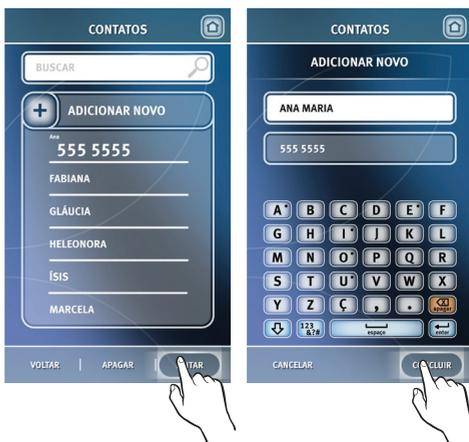 CONTATOS
BUSCAR
+ ADICIONAR NOVO
Ana
555 5555
FABIANA
GLÁUCIA
HELEONORA
ÍSIS
MARCELA
VOLTAR | APAGAR |
CONTATOS
ADICIONAR NOVO
ANA MARIA
555 5555
A B C D E F
G H I J K L
M N O P Q R
S T U V W X
Y Z Ç , . apagar
123 &?# espaço enter
CANCELAR